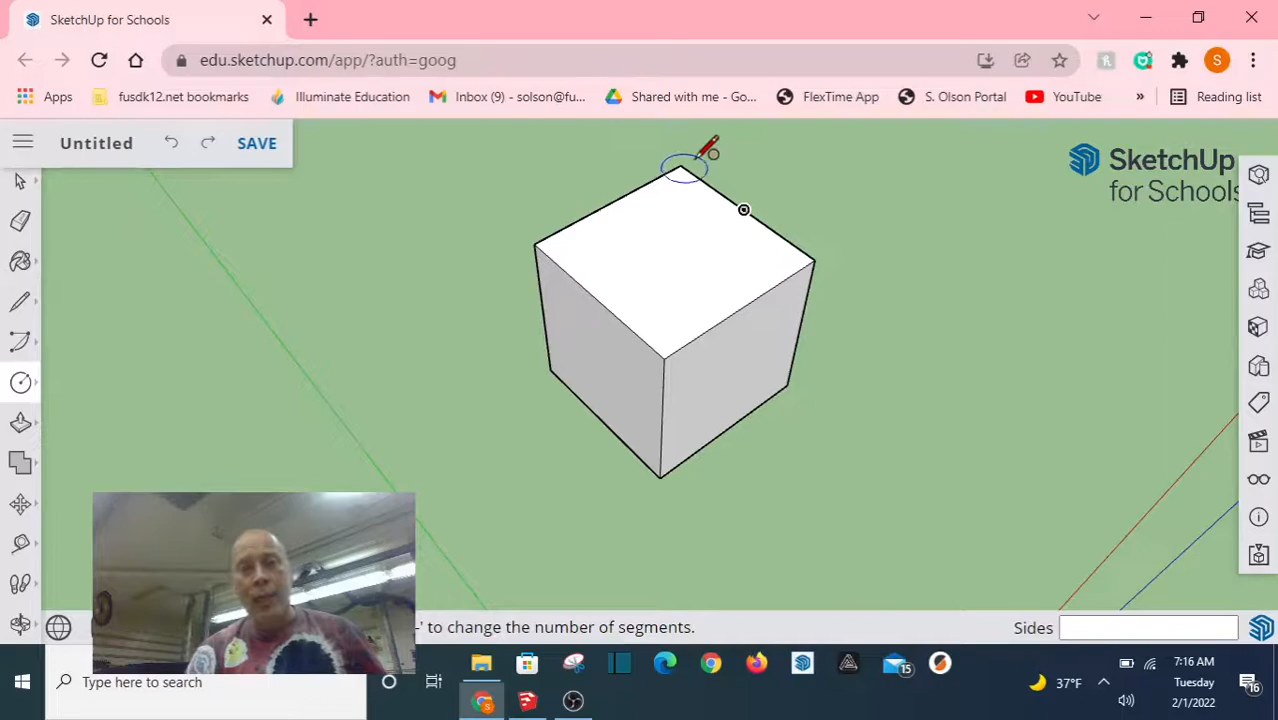 SketchUp for Schools
edu.sketchup.com/app/?auth=goog
S
Apps
fusdk12.net bookmarks
Illuminate Education
Inbox (9) - solson@fu...
Shared with me - Go...
FlexTime App
S. Olson Portal
YouTube
»
Reading list
Untitled
SAVE
SketchUp
for Schools
-' to change the number of segments.
Sides
Type here to search
15
37°F
7:16 AM
Tuesday
2/1/2022
16